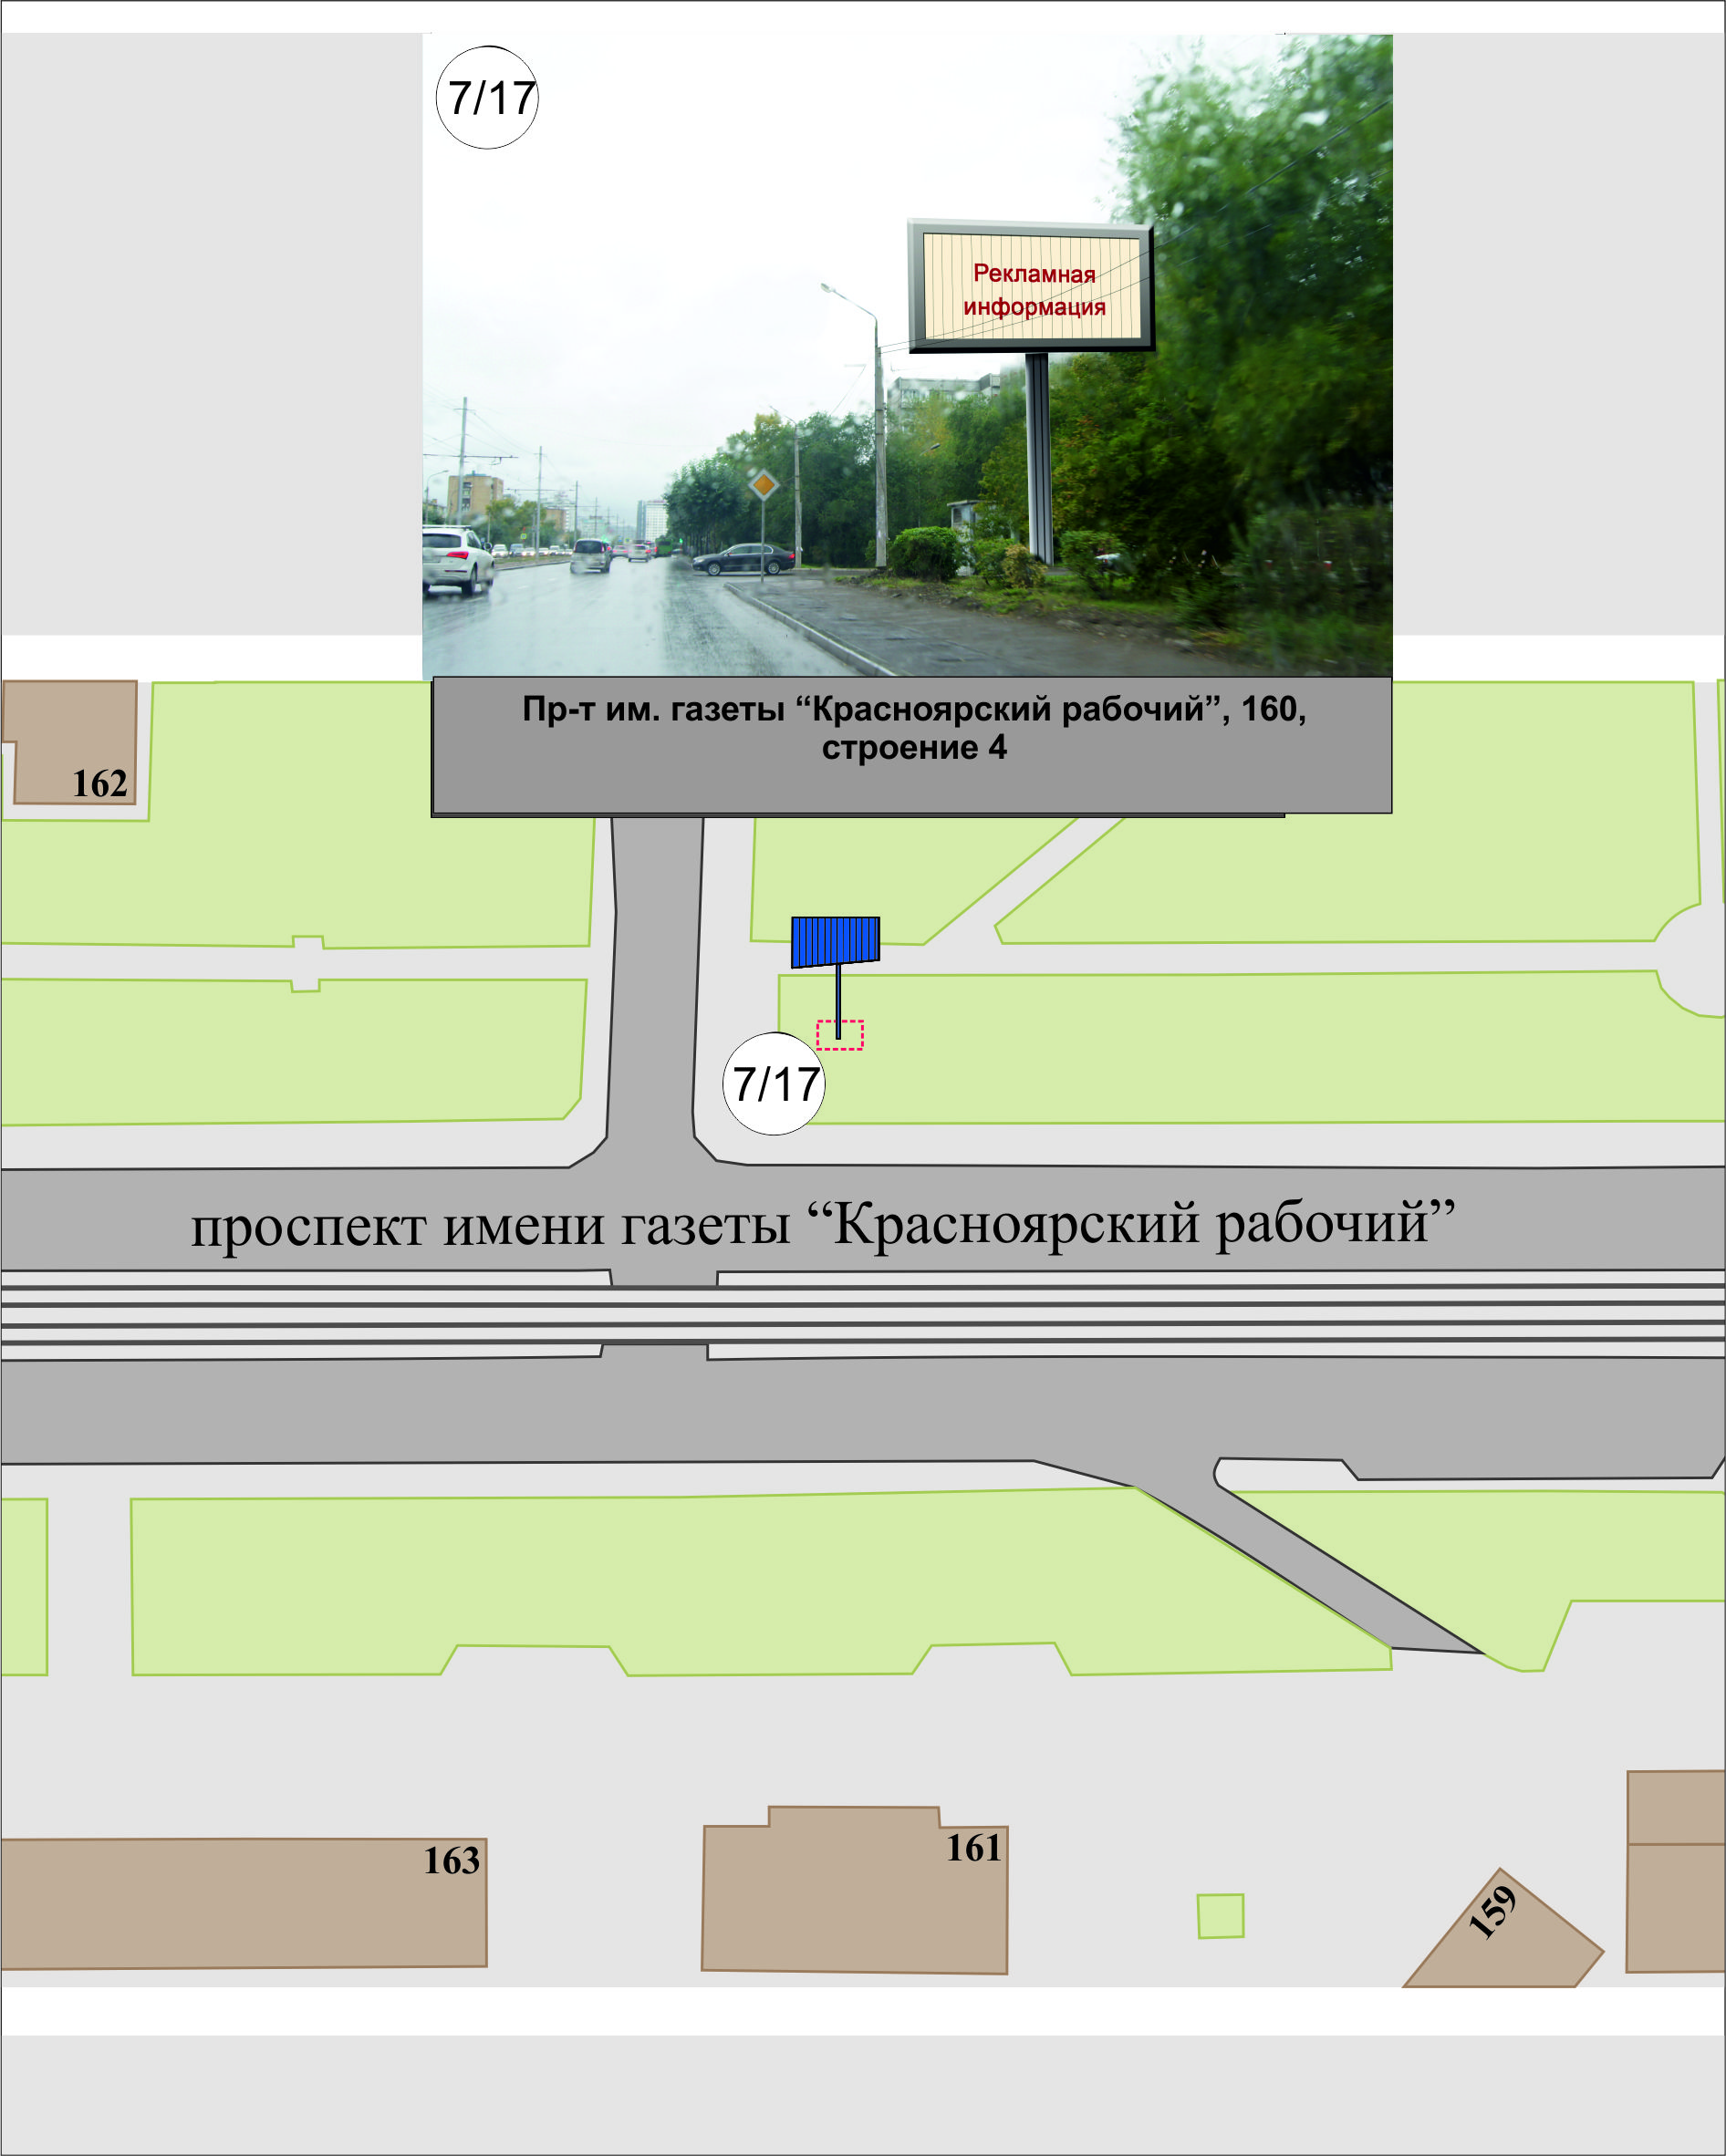 7/17
Рекламная
информация
Пр-т им. газеты “Красноярский рабочий”, 160,
строение 4
162
7/17
проспект имени газеты “Красноярский рабочий”
163
161
159